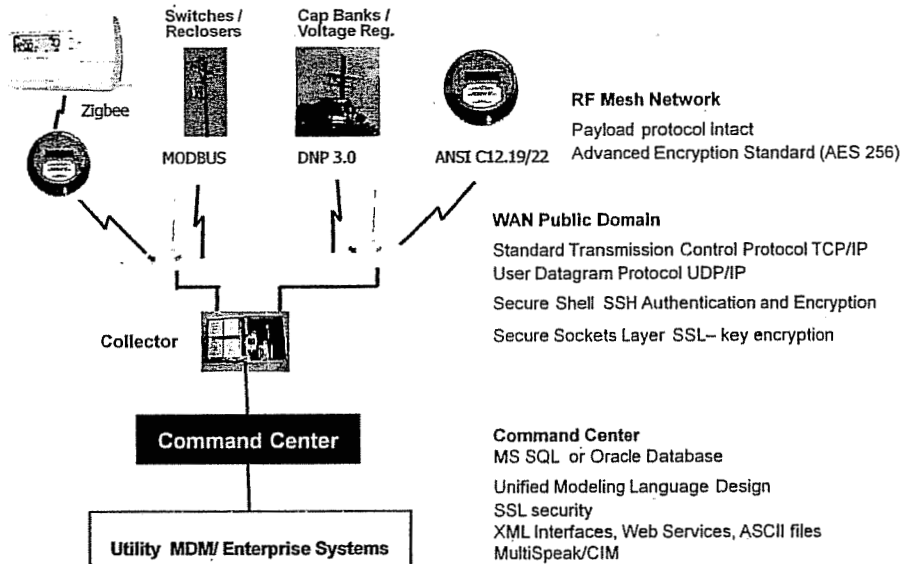 Switches /
Reclosers
Cap Banks /
Voltage Reg.
Zigbee
MODBUS
DNP 3.0
ANSI C12.19/22
RF Mesh Network
Payload protocol intact
Advanced Encryption Standard (AES 256)
WAN Public Domain
Standard Transmission Control Protocol TCP/IP
User Datagram Protocol UDP/IP
Secure Shell SSH Authentication and Encryption
Secure Sockets Layer SSL– key encryption
Collector
Command Center
Command Center
MS SQL or Oracle Database
Unified Modeling Language Design
SSL security
XML Interfaces, Web Services, ASCII files
MultiSpeak/CIM
Utility MDM/ Enterprise Systems